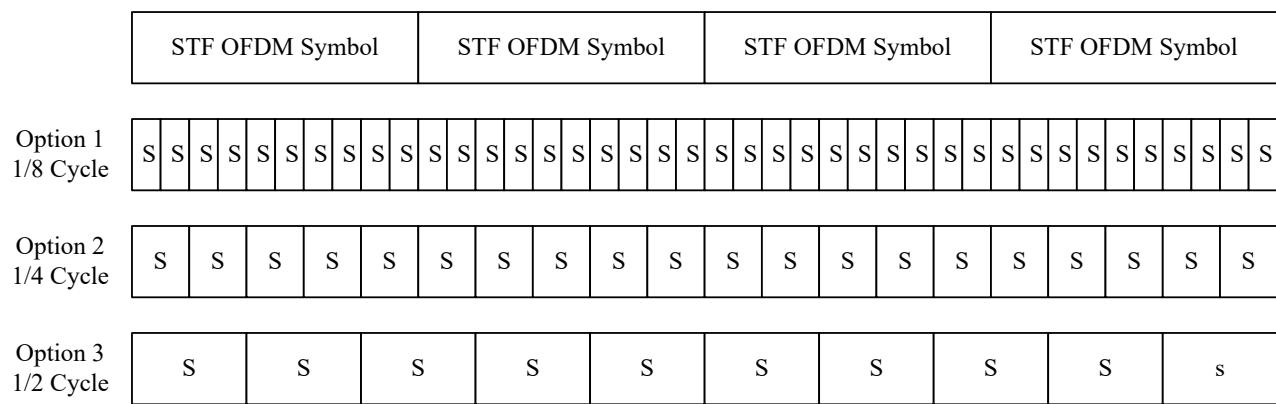 STF OFDM Symbol STF OFDM Symbol STF OFDM Symbol STF OFDM Symbol
Option 1
1/8 Cycle
S S S S S S S S S S S S S S S S S S S S S S S S S S S S S S S S S S S S S S S S
Option 2
1/4 Cycle
S S S S S S S S S S S S S S S S S S S S
Option 3
1/2 Cycle
S S S S S S S S S s